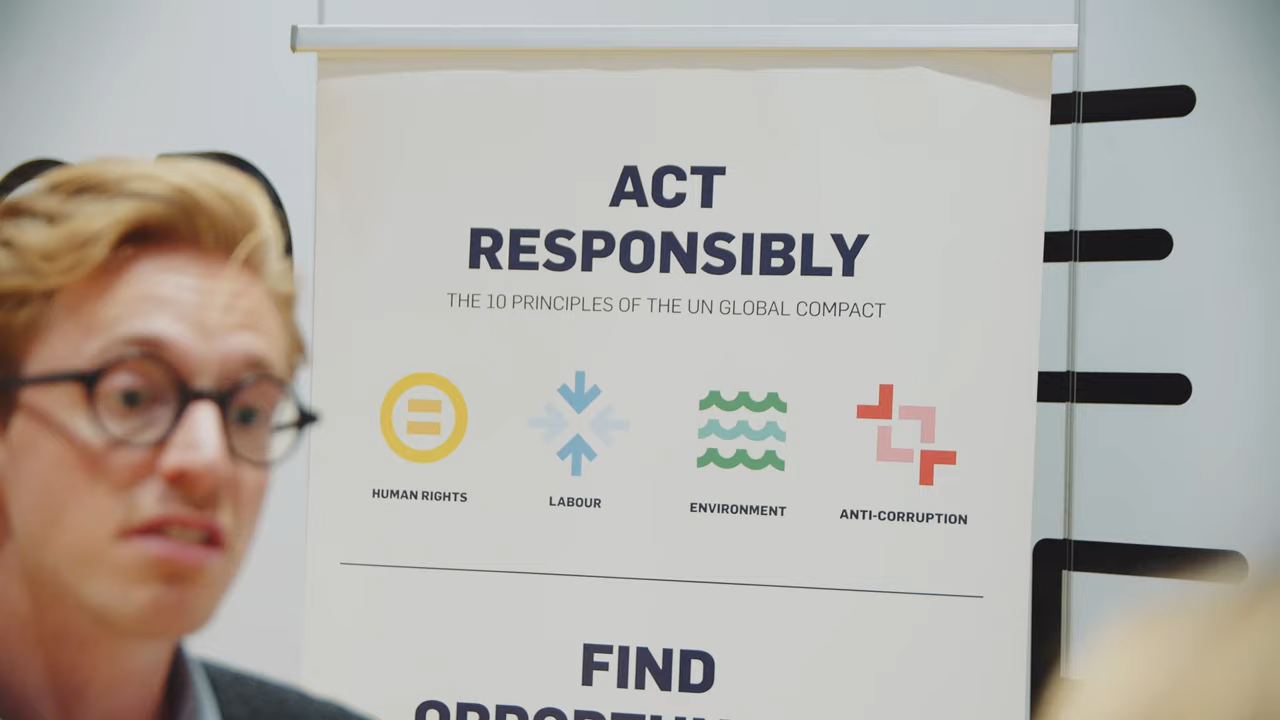 ACT
RESPONSIBLY
THE 10 PRINCIPLES OF THE UN GLOBAL COMPACT
HUMAN RIGHTS
LABOUR
ENVIRONMENT
ANTI-CORRUPTION
FIND